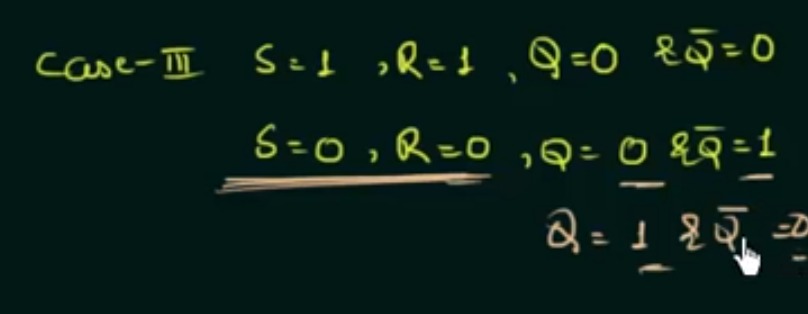 Case-III S=1 ,R=1 ,Q=0 &Q̅=0
S=0 , R=0 ,Q= 0 &Q̅=1
Q= 1 &Q̅ =0